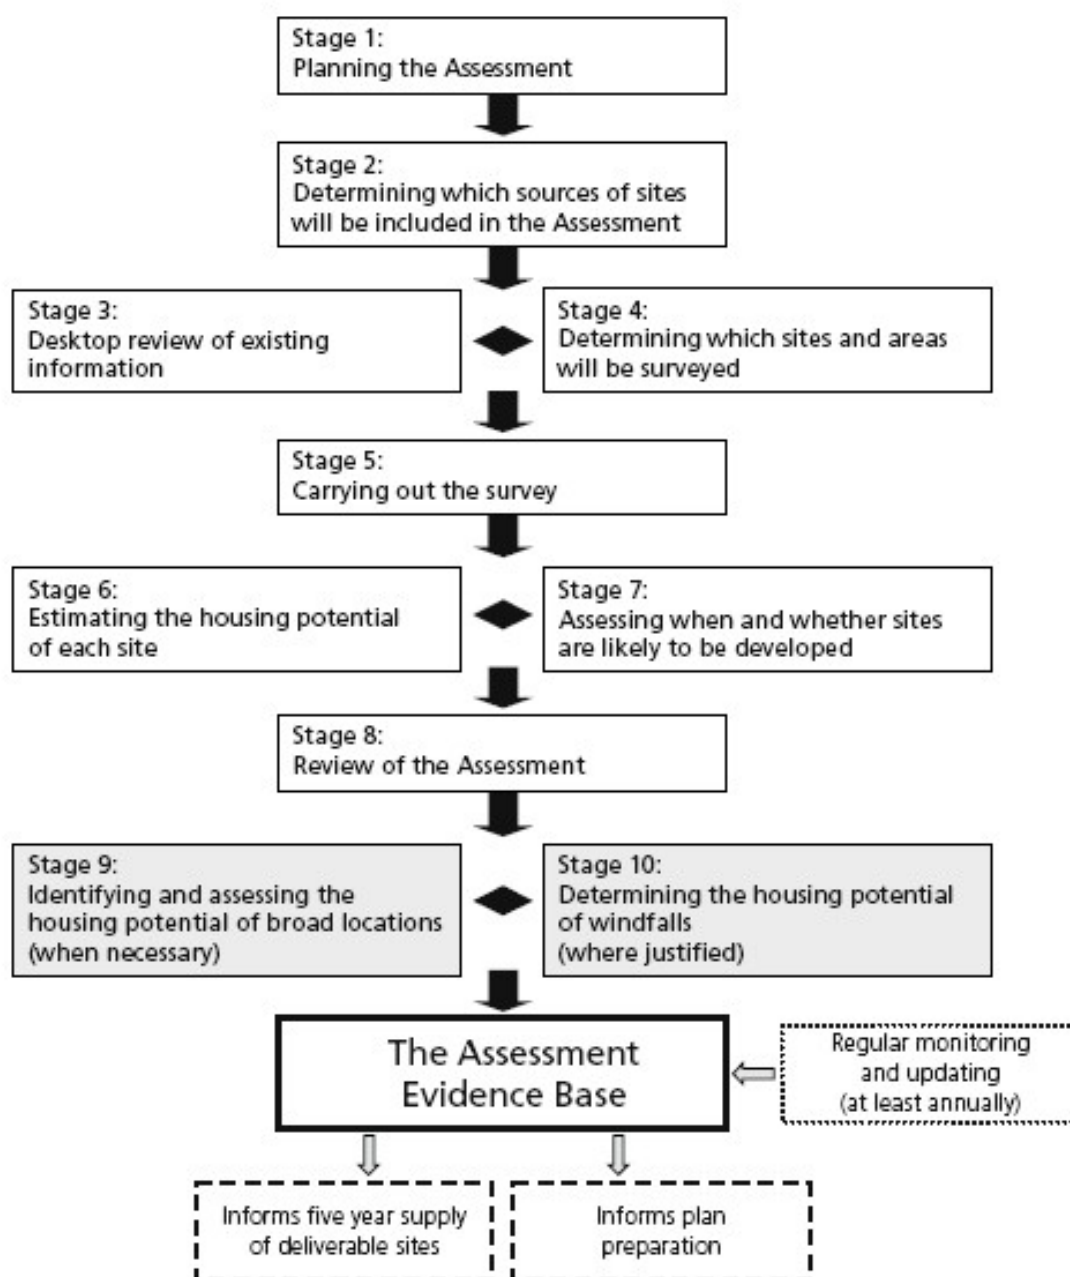 Stage 1:
Planning the Assessment
Stage 2:
Determining which sources of sites
will be included in the Assessment
Stage 3:
Desktop review of existing
information
Stage 4:
Determining which sites and areas
will be surveyed
Stage 5:
Carrying out the survey
Stage 6:
Estimating the housing potential
of each site
Stage 7:
Assessing when and whether sites
are likely to be developed
Stage 8:
Review of the Assessment
Stage 9:
Identifying and assessing the
housing potential of broad locations
(when necessary)
Stage 10:
Determining the housing potential
of windfalls
(where justified)
The Assessment
Evidence Base
Regular monitoring
and updating
(at least annually)
Informs five year supply
of deliverable sites
Informs plan
preparation